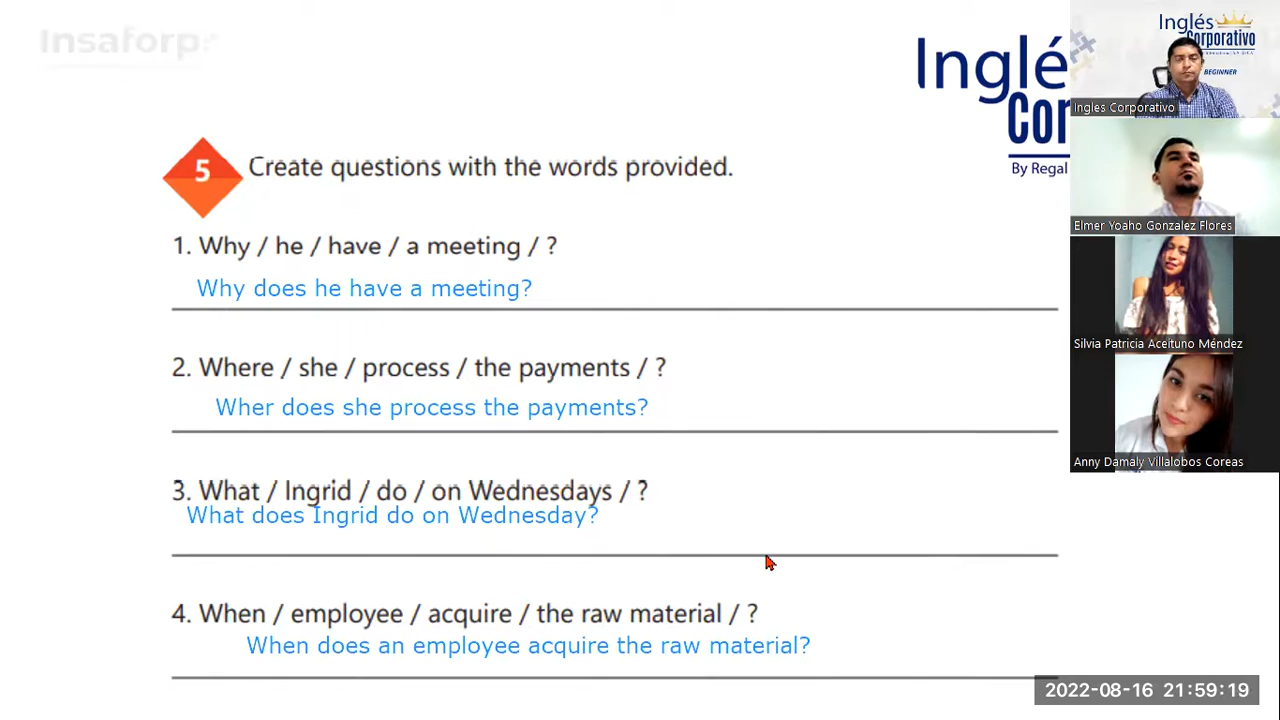 Insaforp
Inglé
Cor
By Regal
5
Create questions with the words provided.
1. Why / he / have / a meeting / ?
Why does he have a meeting?
2. Where / she / process / the payments / ?
Wher does she process the payments?
3. What / Ingrid / do / on Wednesdays / ?
What does Ingrid do on Wednesday?
4. When / employee / acquire / the raw material / ?
When does an employee acquire the raw material?
Inglés
Corporativo
BEGINNER
Ingles Corporativo
Elmer Yoaho Gonzalez Flores
Silvia Patricia Aceituno Méndez
Anny Damaly Villalobos Coreas
2022-08-16 21:59:19